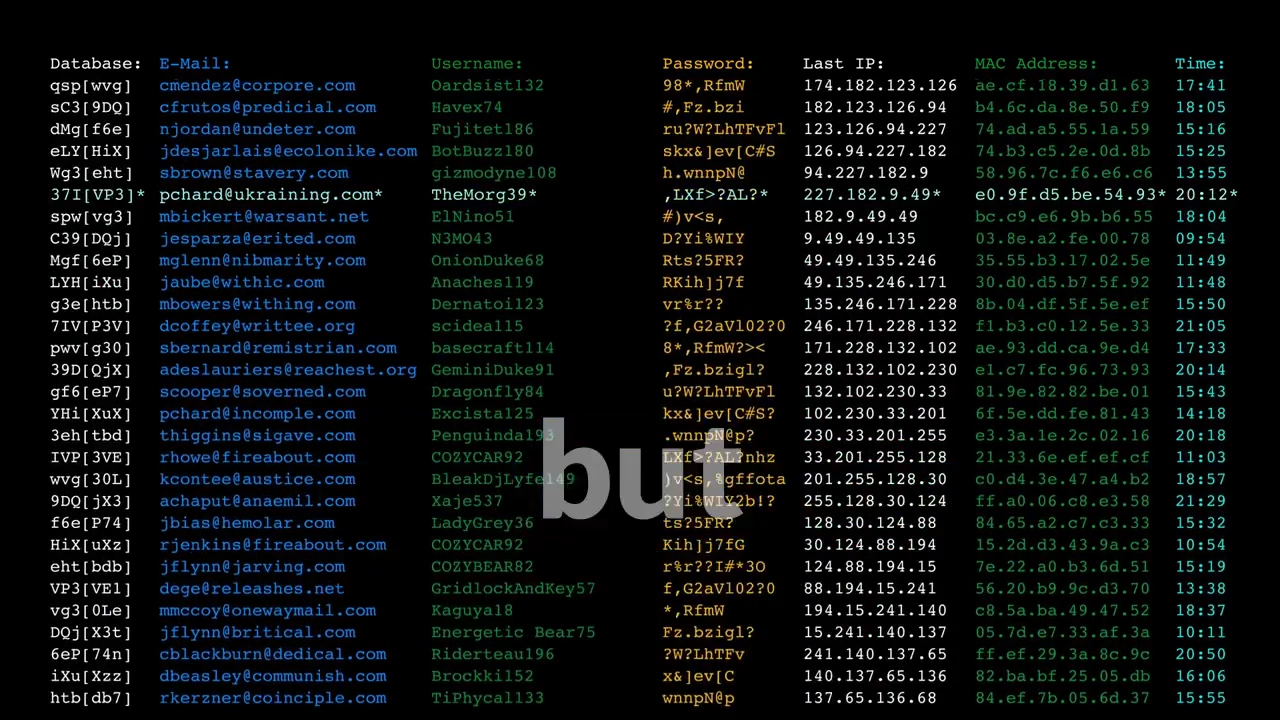 Database: E-Mail: Username: Password: Last IP: MAC Address: Time:
qsp[wvg] cmendez@corpore.com Oardsist132 98*,RfmW 174.182.123.126 ae.cf.18.39.d1.63 17:41
sC3[9DQ] cfrutos@predicial.com Havex74 #,Fz.bzi 182.123.126.94 b4.6c.da.8e.50.f9 18:05
dMg[f6e] njordan@undeter.com Fujitet186 ru?W?LhTFvFl 123.126.94.227 74.ad.a5.55.1a.59 15:16
eLY[HiX] jdesjarlais@ecolonike.com BotBuzz180 skx&]ev[C#S 126.94.227.182 74.b3.c5.2e.0d.8b 15:25
Wg3[eht] sbrown@stavery.com gizmodyne108 h.wnnpN@ 94.227.182.9 58.96.7c.f6.e6.c6 13:55
37I[VP3]* pchard@ukraining.com* TheMorg39* ,LXf>?AL?* 227.182.9.49* e0.9f.d5.be.54.93* 20:12*
spw[vg3] mbickert@warsant.net ElNino51 #)v<s, 182.9.49.49 bc.c9.e6.9b.b6.55 18:04
C39[DQj] jesparza@erited.com N3MO43 D?Yi%WIY 9.49.49.135 03.8e.a2.fe.00.78 09:54
Mgf[6eP] mglenn@nibmarity.com OnionDuke68 Rts?5FR? 49.49.135.246 35.55.b3.17.02.5e 11:49
LYH[iXu] jaube@withic.com Anaches119 RKih]j7f 49.135.246.171 30.d0.d5.b7.5f.92 11:48
g3e[htb] mbowers@withing.com Dernatoi123 vr%r?? 135.246.171.228 8b.04.df.5f.5e.ef 15:50
7IV[P3V] dcoffey@writtee.org scidea115 ?f,G2aVl02?0 246.171.228.132 f1.b3.c0.12.5e.33 21:05
pwv[g30] sbernard@remistrian.com basecraft114 8*,RfmW?>< 171.228.132.102 ae.93.dd.ca.9e.d4 17:33
39D[QjX] adeslauriers@reachest.org GeminiDuke91 ,Fz.bzigl? 228.132.102.230 e1.c7.fc.96.73.93 20:14
gf6[eP7] scooper@soverned.com Dragonfly84 u?W?LhTFvFl 132.102.230.33 81.9e.82.82.be.01 15:43
YHi[XuX] pchard@incomple.com Excista125 kx&]ev[C#S? 102.230.33.201 6f.5e.dd.fe.81.43 14:18
3eh[tbd] thiggins@sigave.com Penguinda193 .wnnpN@p? 230.33.201.255 e3.3a.1e.2c.02.16 20:18
IVP[3VE] rhowe@fireabout.com COZYCAR92 LXf>?AL?nhz 33.201.255.128 21.33.6e.ef.ef.cf 11:03
wvg[30L] kcontee@austice.com BleakDjLyfe149 )v<s,%gffota 201.255.128.30 c0.d4.3e.47.a4.b2 18:57
but
9DQ[jX3] achaput@anaemil.com Xaje537 ?Yi%WIY2b!? 255.128.30.124 ff.a0.06.c8.e3.58 21:29
f6e[P74] jbias@hemolar.com LadyGrey36 ts?5FR? 128.30.124.88 84.65.a2.c7.c3.33 15:32
HiX[uXz] rjenkins@fireabout.com COZYCAR92 Kih]j7fG 30.124.88.194 15.2d.d3.43.9a.c3 10:54
eht[bdb] jflynn@jarving.com COZYBEAR82 r%r??I#*3O 124.88.194.15 7e.22.a0.b3.6d.51 15:19
VP3[VEl] dege@releashes.net GridlockAndKey57 f,G2aVl02?0 88.194.15.241 56.20.b9.9c.d3.70 13:38
vg3[0Le] mmccoy@onewaymail.com Kaguya18 *,RfmW 194.15.241.140 c8.5a.ba.49.47.52 18:37
DQj[X3t] jflynn@britical.com Energetic Bear75 Fz.bzigl? 15.241.140.137 05.7d.e7.33.af.3a 10:11
6eP[74n] cblackburn@dedical.com Riderteau196 ?W?LhTFv 241.140.137.65 ff.ef.29.3a.8c.9c 20:50
iXu[Xzz] dbeasley@communish.com Brockki152 x&]ev[C 140.137.65.136 82.ba.bf.25.05.db 16:06
htb[db7] rkerzner@coinciple.com TiPhycal133 wnnpN@p 137.65.136.68 84.ef.7b.05.6d.37 15:55